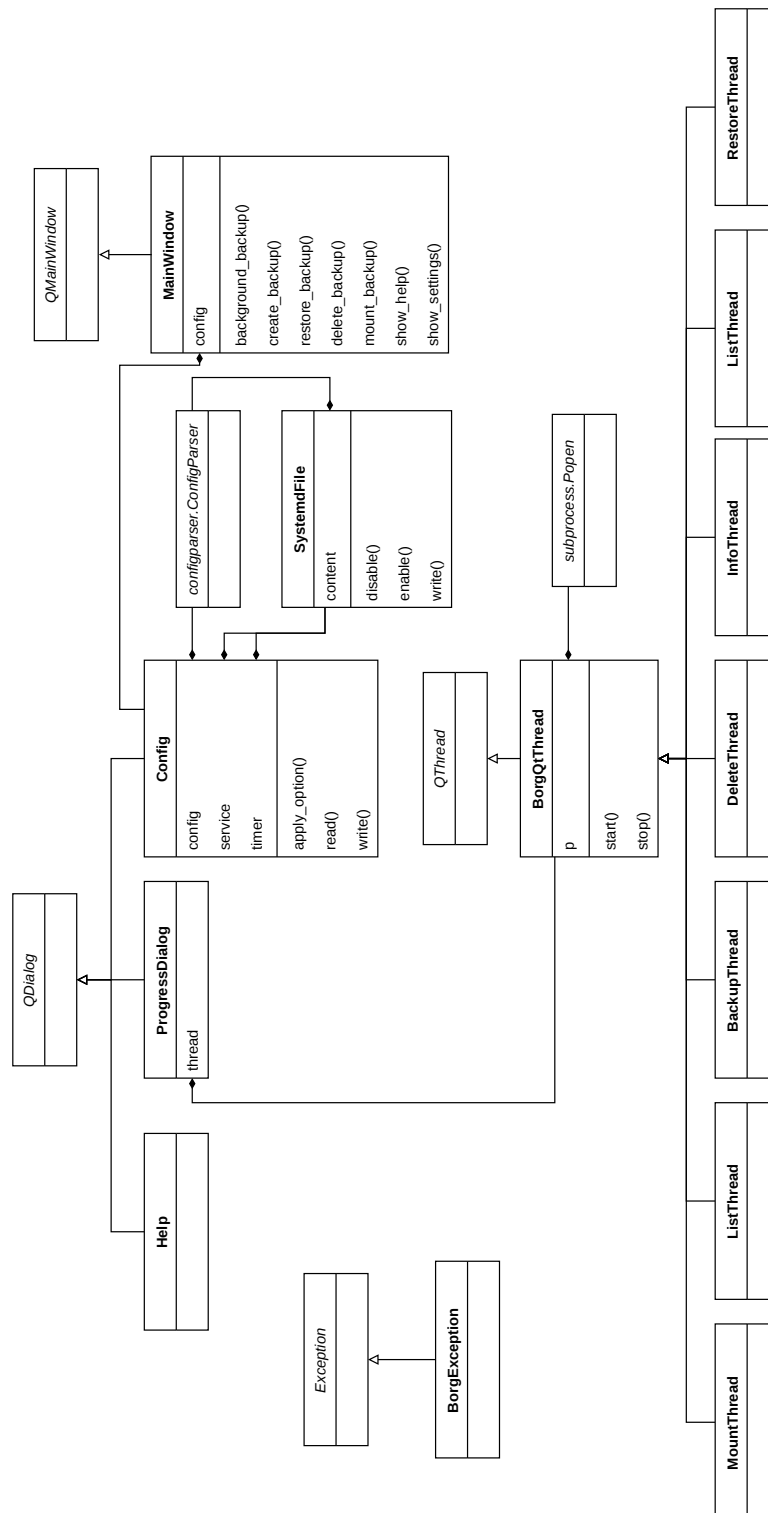 Exception
BorgException
Help
QDialog
ProgressDialog
thread
Config
config
service
timer
apply_option()
read()
write()
configparser.ConfigParser
SystemdFile
content
disable()
enable()
write()
QMainWindow
MainWindow
config
background_backup()
create_backup()
restore_backup()
delete_backup()
mount_backup()
show_help()
show_settings()
QThread
BorgQtThread
p
start()
stop()
subprocess.Popen
MountThread
ListThread
BackupThread
DeleteThread
InfoThread
ListThread
RestoreThread